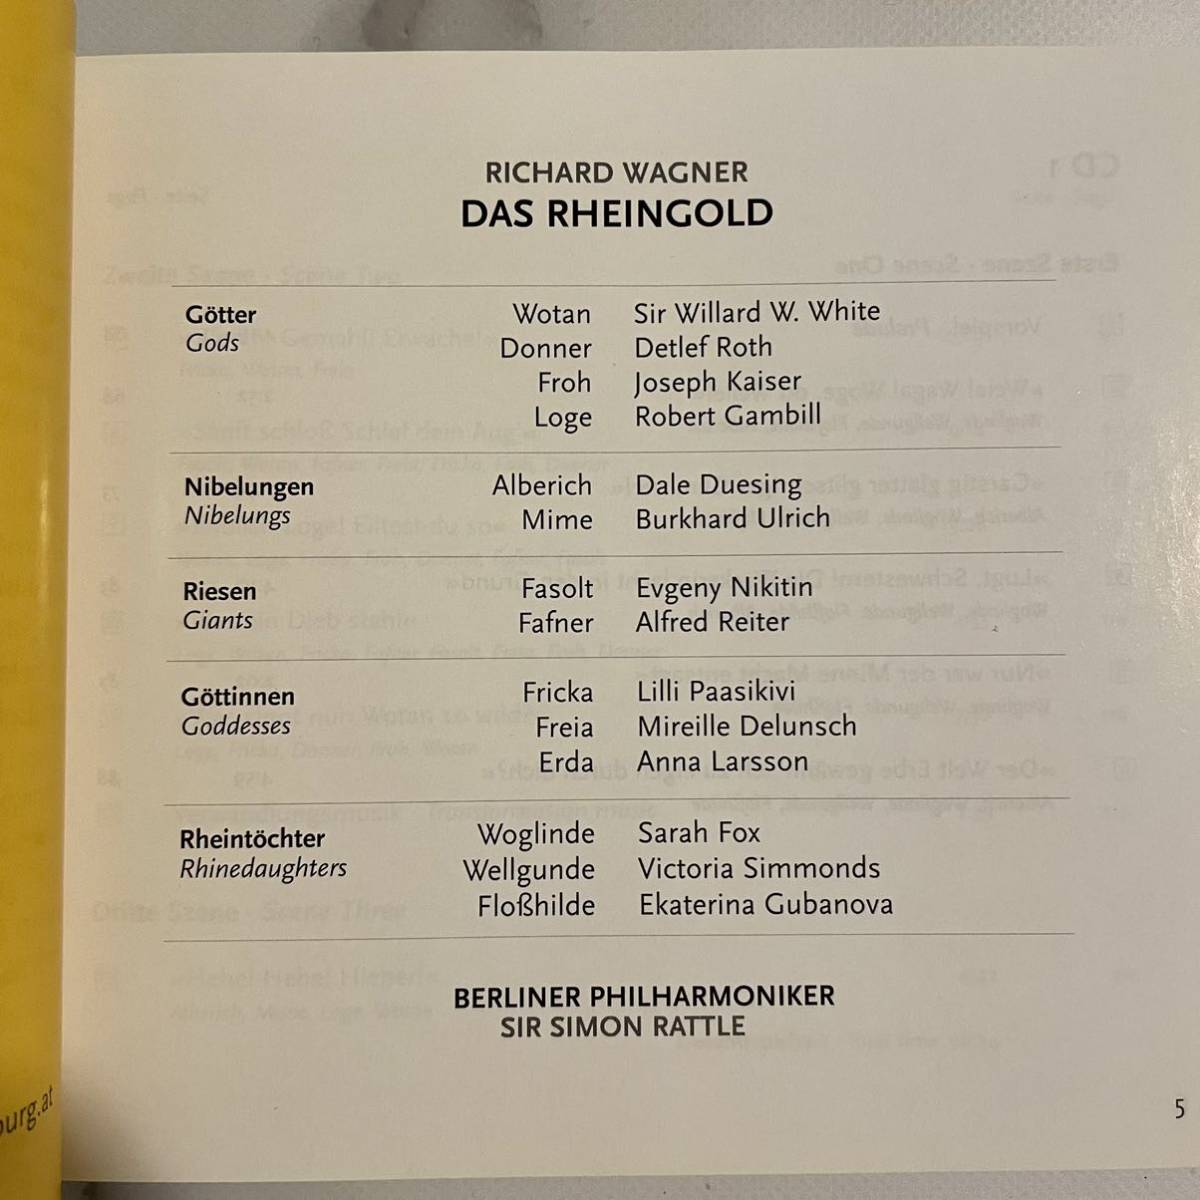 RICHARD WAGNER
DAS RHEINGOLD
Götter Wotan Sir Willard W. White
Gods Donner Detlef Roth
Froh Joseph Kaiser
Loge Robert Gambill
Nibelungen Alberich Dale Duesing
Nibelungs Mime Burkhard Ulrich
Riesen Fasolt Evgeny Nikitin
Giants Fafner Alfred Reiter
Göttinnen Fricka Lilli Paasikivi
Goddesses Freia Mireille Delunsch
Erda Anna Larsson
Rheintöchter Woglinde Sarah Fox
Rhinedaughters Wellgunde Victoria Simmonds
Floßhilde Ekaterina Gubanova
BERLINER PHILHARMONIKER
SIR SIMON RATTLE
5